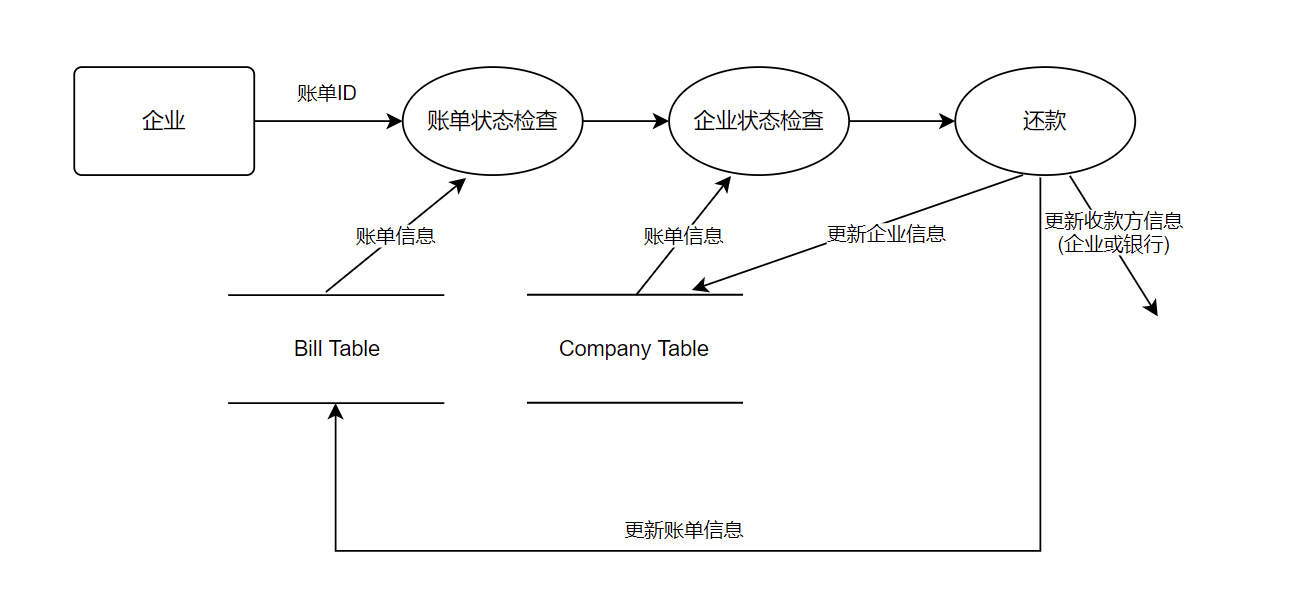 账单ID
企业
账单状态检查
企业状态检查
还款
账单信息
账单信息
更新企业信息
更新收款方信息
(企业或银行)
Bill Table
Company Table
更新账单信息